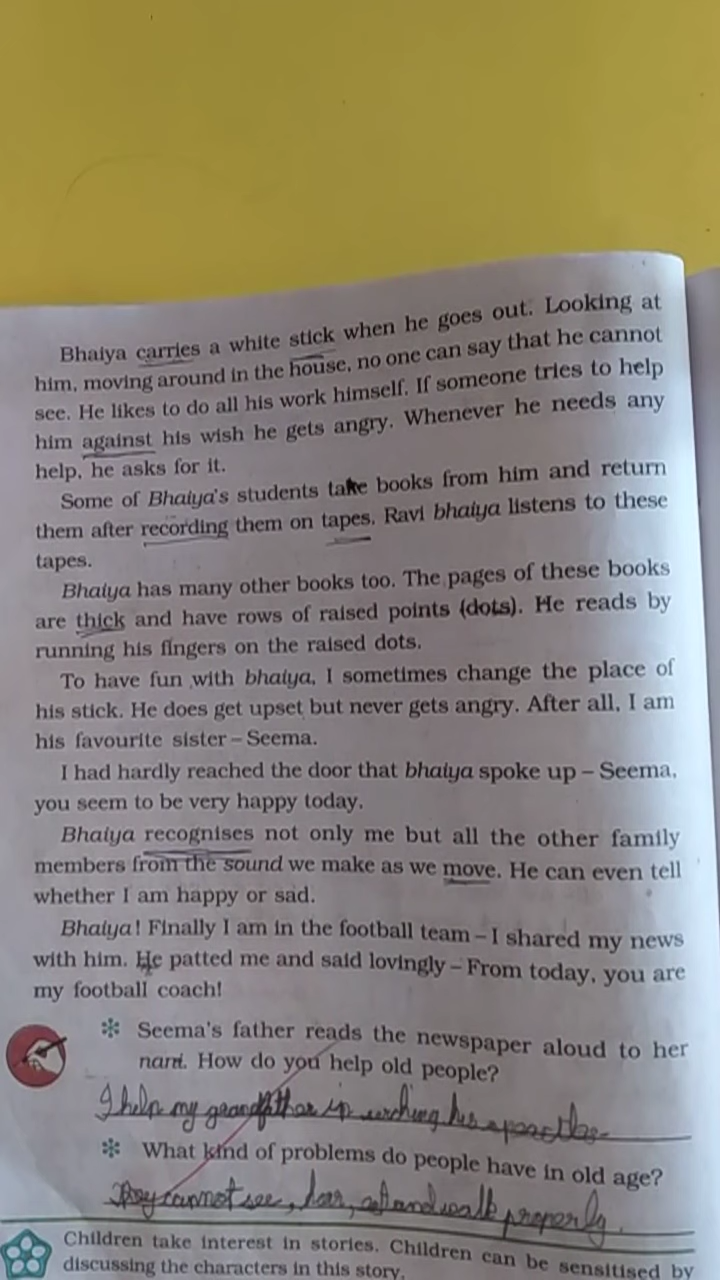 Bhaiya carries a white stick when he goes out. Looking at
him, moving around in the house, no one can say that he cannot
see. He likes to do all his work himself. If someone tries to help
him against his wish he gets angry. Whenever he needs any
help, he asks for it.
Some of Bhaiya's students take books from him and return
them after recording them on tapes. Ravi bhaiya listens to these
tapes.
Bhaiya has many other books too. The pages of these books
are thick and have rows of raised points (dots). He reads by
running his fingers on the raised dots.
To have fun with bhaiya, I sometimes change the place of
his stick. He does get upset but never gets angry. After all, I am
his favourite sister – Seema.
I had hardly reached the door that bhaiya spoke up – Seema,
you seem to be very happy today.
Bhaiya recognises not only me but all the other family
members from the sound we make as we move. He can even tell
whether I am happy or sad.
Bhaiya! Finally I am in the football team – I shared my news
with him. He patted me and said lovingly – From today, you are
my football coach!
Seema's father reads the newspaper aloud to her
nani. How do you help old people?
I help my grandfather in his
What kind of problems do people have in old age?
They cannot see, hear, and walk properly.
Children take interest in stories. Children can be sensitised by
discussing the characters in this story.